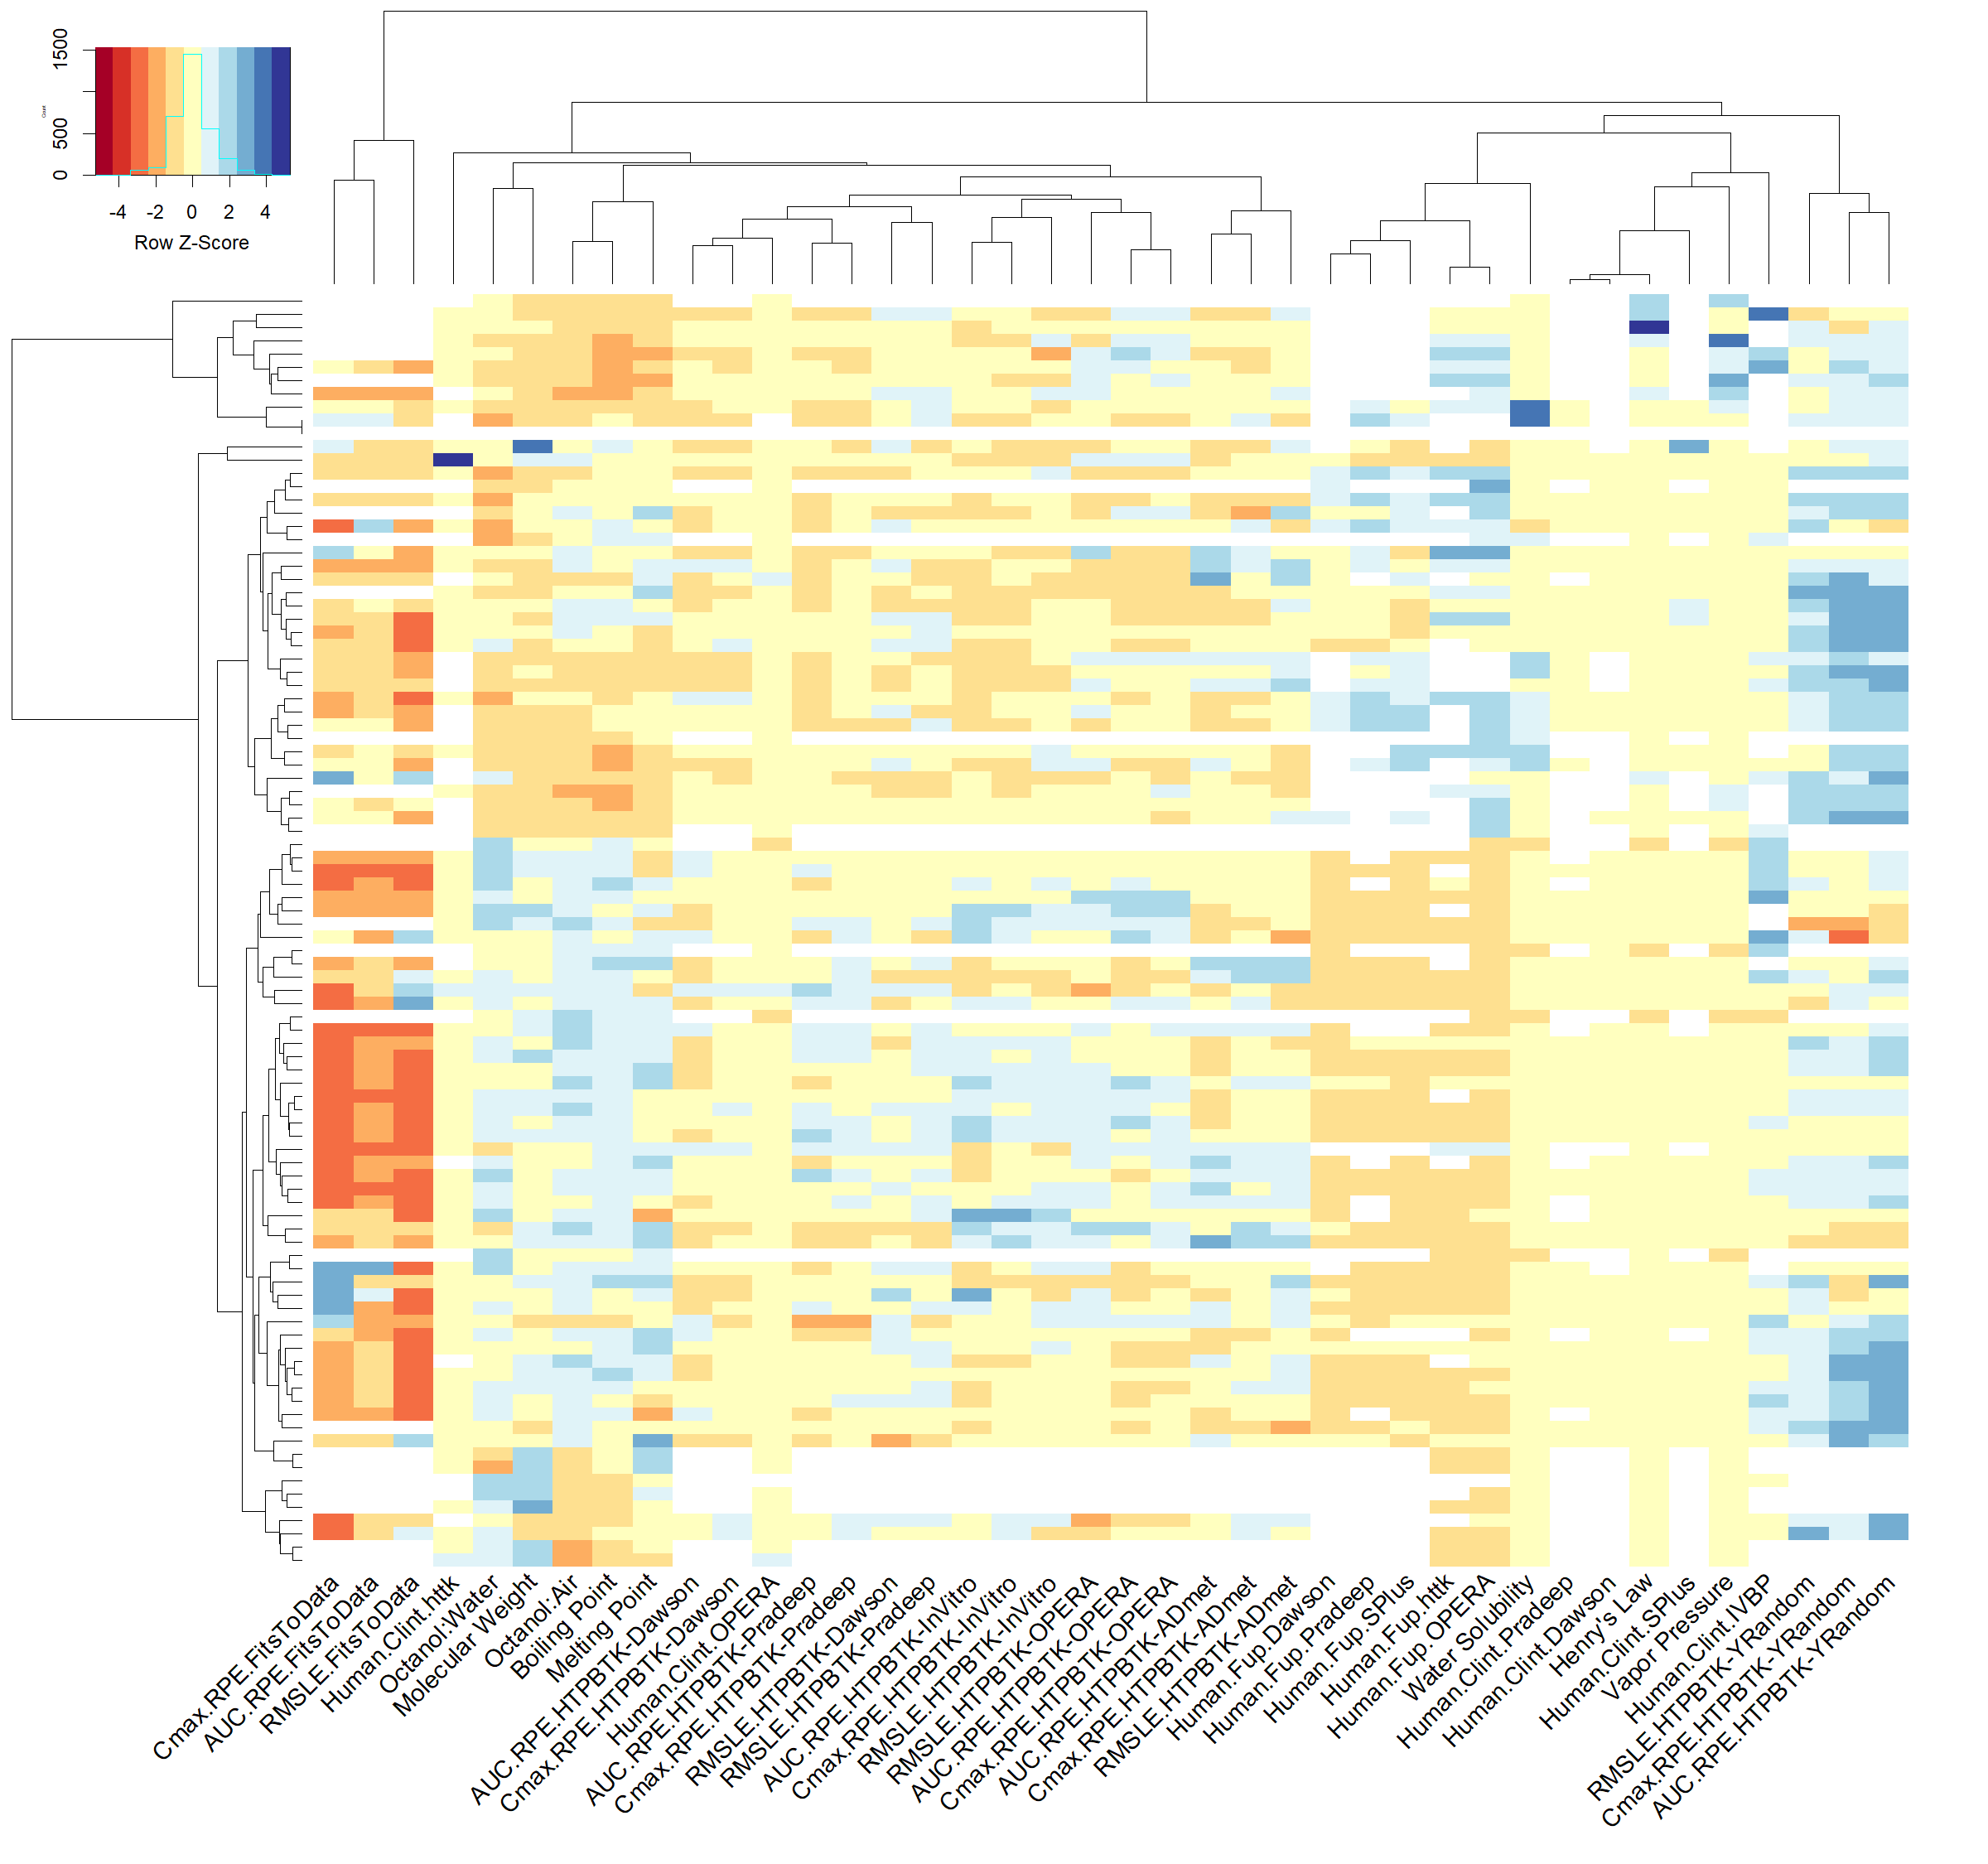 1500
500
0
Count
-4 -2 0 2 4
Row Z-Score
Cmax.RPE.FitsToData
AUC.RPE.FitsToData
RMSLE.FitsToData
Human.Clint.httk
Octanol:Water
Molecular Weight
Octanol:Air
Boiling Point
Melting Point
AUC.RPE.HTPBTK-Dawson
Cmax.RPE.HTPBTK-Dawson
Human.Clint.OPERA
AUC.RPE.HTPBTK-Pradeep
Cmax.RPE.HTPBTK-Pradeep
RMSLE.HTPBTK-Dawson
RMSLE.HTPBTK-Pradeep
AUC.RPE.HTPBTK-InVitro
Cmax.RPE.HTPBTK-InVitro
RMSLE.HTPBTK-InVitro
RMSLE.HTPBTK-OPERA
AUC.RPE.HTPBTK-OPERA
Cmax.RPE.HTPBTK-OPERA
AUC.RPE.HTPBTK-ADmet
Cmax.RPE.HTPBTK-ADmet
RMSLE.HTPBTK-ADmet
Human.Fup.Dawson
Human.Fup.Pradeep
Human.Fup.SPlus
Human.Fup.httk
Human.Fup.OPERA
Water Solubility
Human.Clint.Pradeep
Human.Clint.Dawson
Henry's Law
Human.Clint.SPlus
Vapor Pressure
Human.Clint.IVBP
RMSLE.HTPBTK-YRandom
Cmax.RPE.HTPBTK-YRandom
AUC.RPE.HTPBTK-YRandom